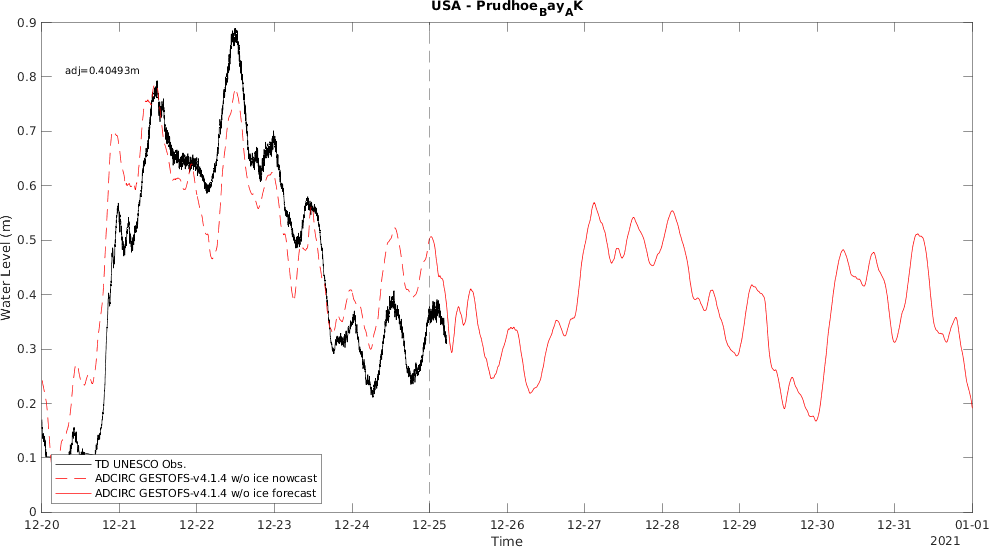 USA - PrudhoeBayAK
adj=0.40493m
0.9
0.8
0.7
0.6
0.5
0.4
0.3
0.2
0.1
0
Water Level (m)
TD UNESCO Obs.
ADCIRC GESTOFS-v4.1.4 w/o ice nowcast
ADCIRC GESTOFS-v4.1.4 w/o ice forecast
12-20 12-21 12-22 12-23 12-24 12-25 12-26 12-27 12-28 12-29 12-30 12-31 01-01
Time
2021